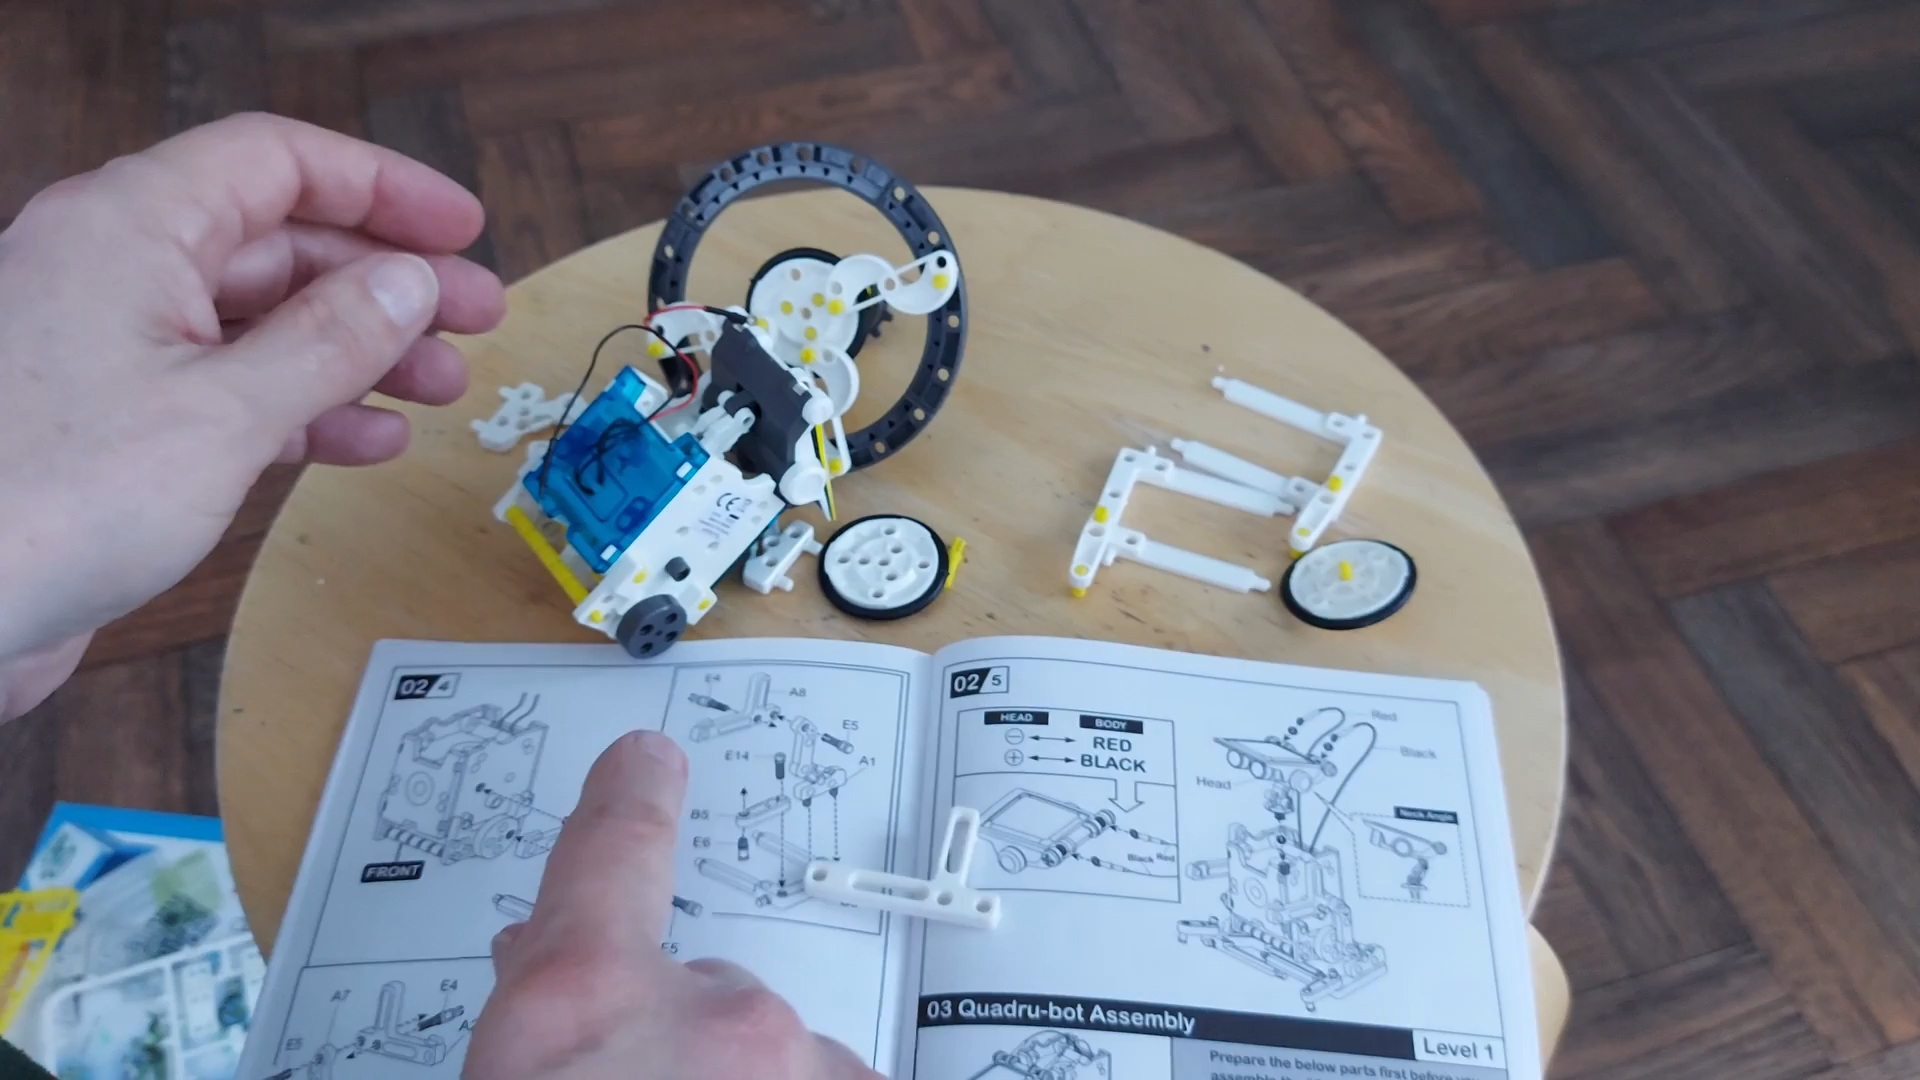 CE
02/4
E4
A8
E5
E14
A1
B5
E6
FRONT
E5
A7
E4
E5
02/5
HEAD
BODY
RED
BLACK
Black Red
Red
Black
Head
Neck Angle
03 Quadru-bot Assembly
Level 1
Prepare the below parts first before you